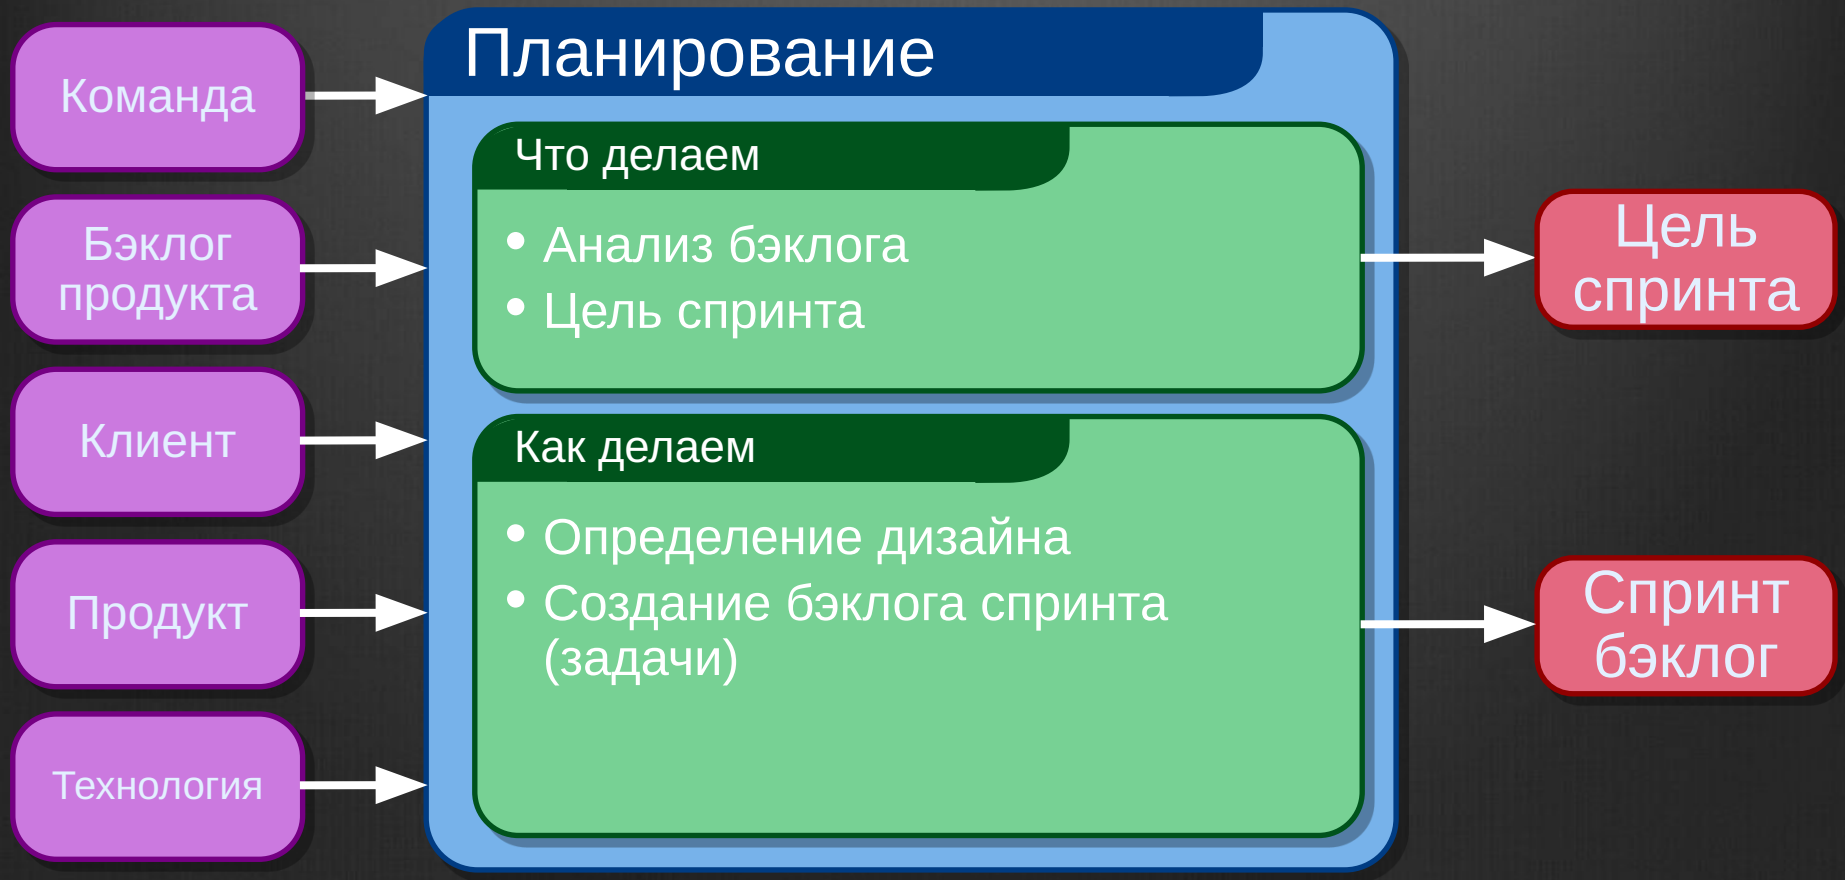 Команда
Бэклог
продукта
Клиент
Продукт
Технология
Планирование
Что делаем
• Анализ бэклога
• Цель спринта
Как делаем
• Определение дизайна
• Создание бэклога спринта
(задачи)
Цель
спринта
Спринт
бэклог